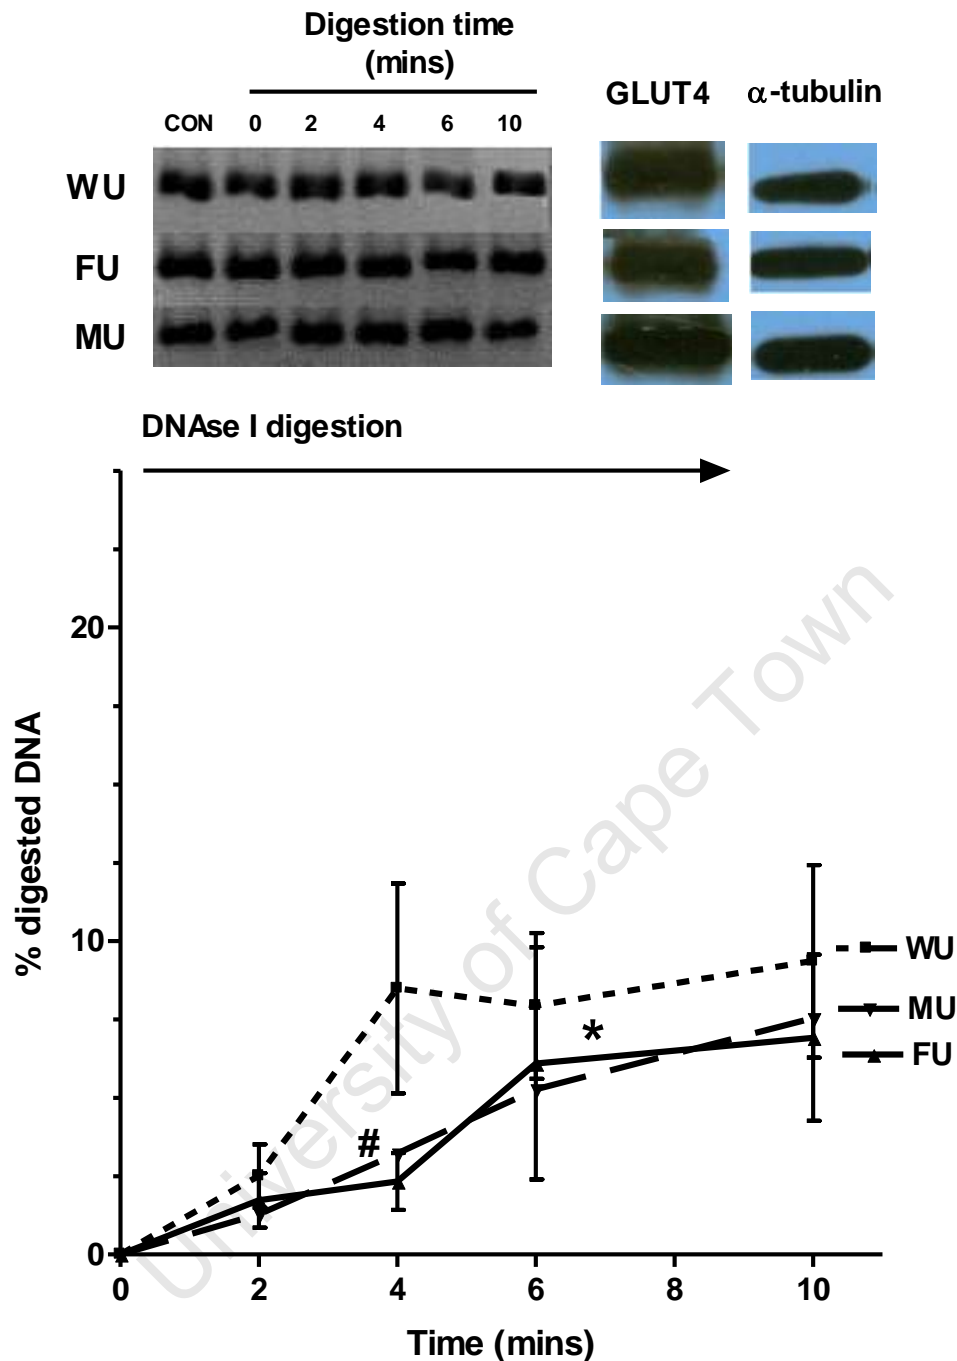 Digestion time
(mins)
GLUT4 α-tubulin
CON 0 2 4 6 10
WU
FU
MU
DNAse I digestion
20
10
0
% digested DNA
*
#
WU
MU
FU
0 2 4 6 8 10
Time (mins)
University of Cape Town